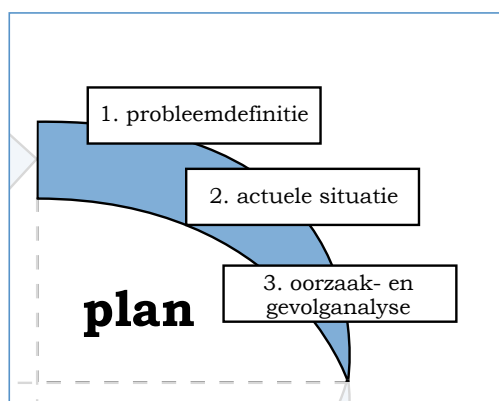 1. probleemdefinitie
2. actuele situatie
3. oorzaak- en
gevolganalyse
plan